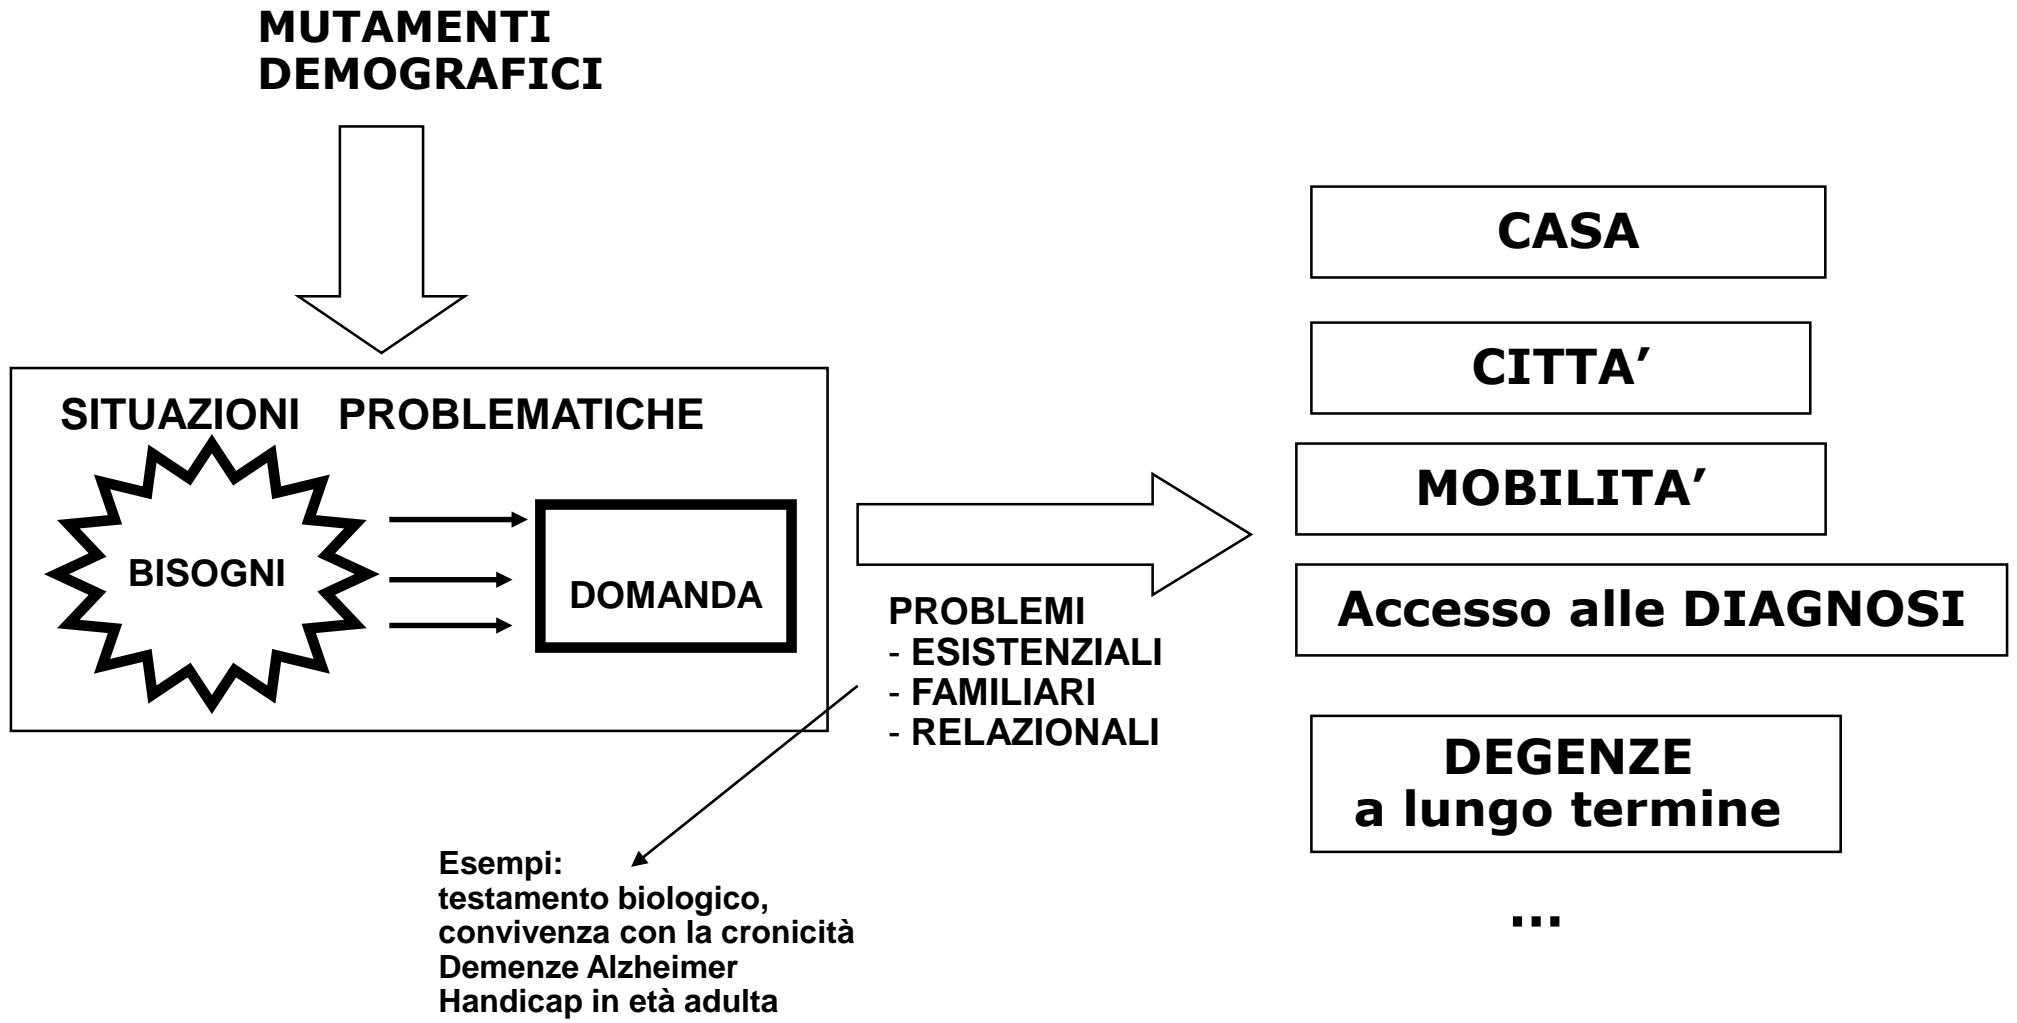 MUTAMENTI
DEMOGRAFICI
SITUAZIONI PROBLEMATICHE
BISOGNI
DOMANDA
PROBLEMI
- ESISTENZIALI
- FAMILIARI
- RELAZIONALI
Esempi:
testamento biologico,
convivenza con la cronicità
Demenze Alzheimer
Handicap in età adulta
CASA
CITTA’
MOBILITA’
Accesso alle DIAGNOSI
DEGENZE
a lungo termine
...